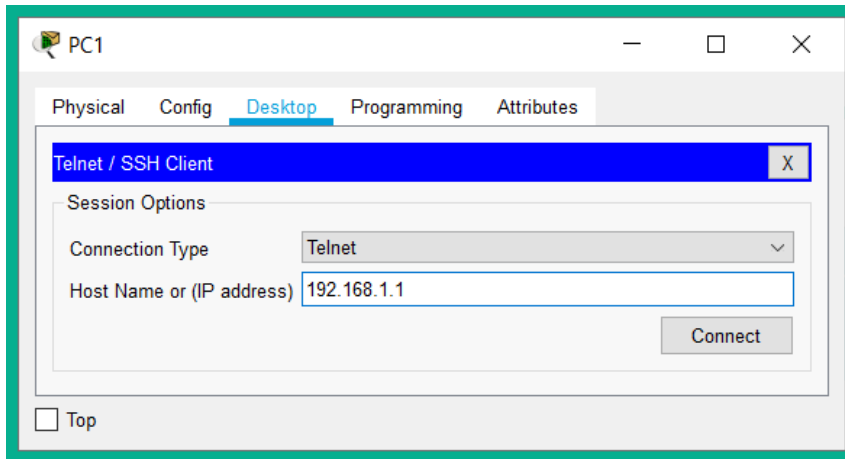 PC1
Physical Config Desktop Programming Attributes
Telnet / SSH Client X
Session Options
Connection Type Telnet
Host Name or (IP address) 192.168.1.1
Connect
Top